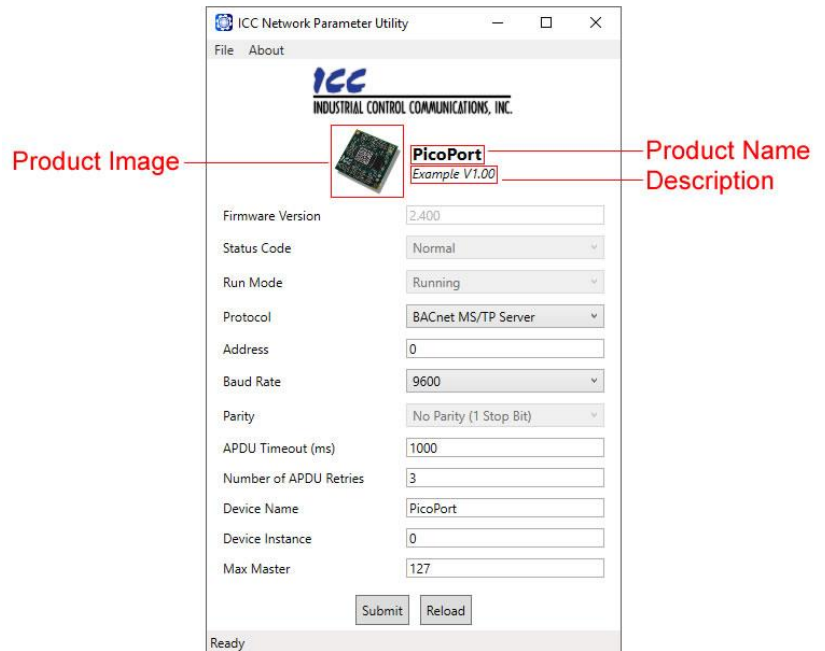 ICC Network Parameter Utility
File About
ICC
INDUSTRIAL CONTROL COMMUNICATIONS, INC.
Product Image
PicoPort
Product Name
Example V1.00
Description
Firmware Version 2.400
Status Code Normal
Run Mode Running
Protocol BACnet MS/TP Server
Address 0
Baud Rate 9600
Parity No Parity (1 Stop Bit)
APDU Timeout (ms) 1000
Number of APDU Retries 3
Device Name PicoPort
Device Instance 0
Max Master 127
Submit Reload
Ready